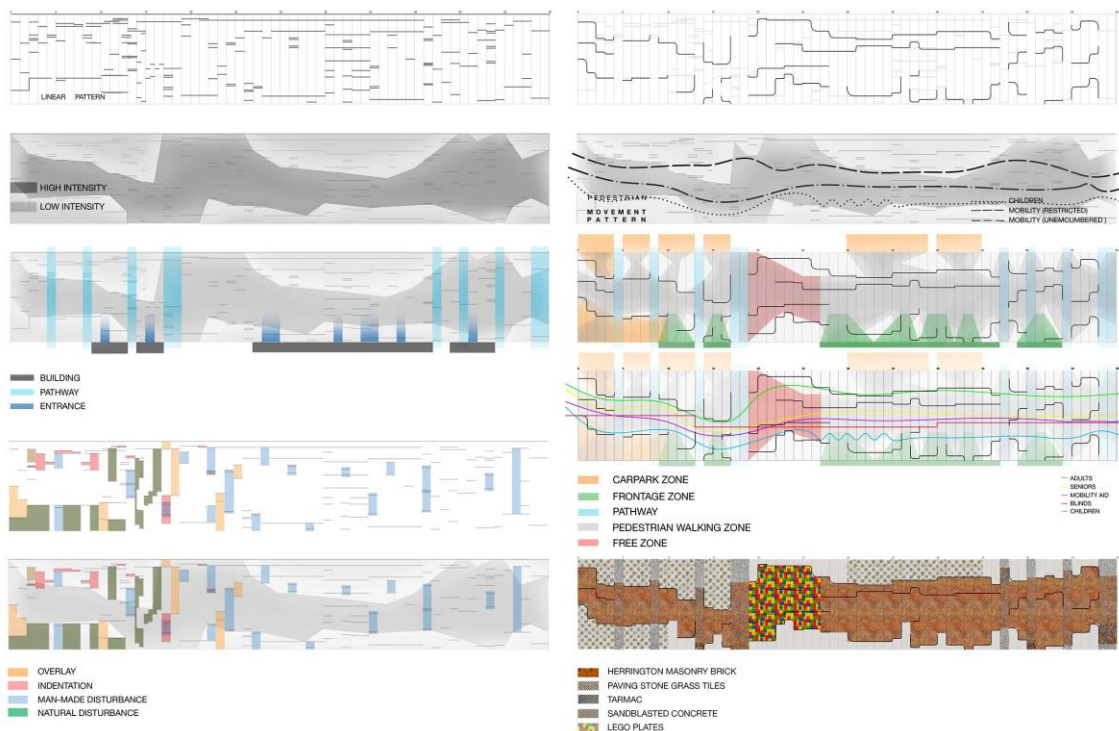 LINEAR PATTERN
HIGH INTENSITY
LOW INTENSITY
BUILDING
PATHWAY
ENTRANCE
OVERLAY
INDENTATION
MAN-MADE DISTURBANCE
NATURAL DISTURBANCE
PEDESTRIAN
MOVEMENT
PATTERN
CHILDREN
MOBILITY (RESTRICTED)
MOBILITY (UNEMCUMBERED )
CARPARK ZONE
FRONTAGE ZONE
PATHWAY
PEDESTRIAN WALKING ZONE
FREE ZONE
ADULTS
SENIORS
MOBILITY AID
BLINDS
CHILDREN
HERRINGTON MASONRY BRICK
PAVING STONE GRASS TILES
TARMAC
SANDBLASTED CONCRETE
LEGO PLATES